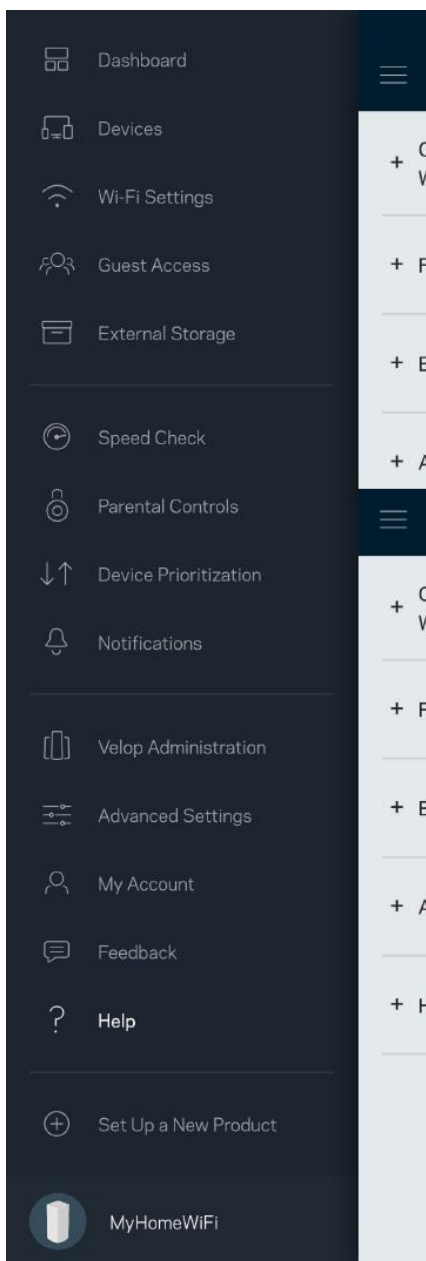 Dashboard
Devices
Wi-Fi Settings
Guest Access
External Storage
Speed Check
Parental Controls
Device Prioritization
Notifications
Velop Administration
Advanced Settings
My Account
Feedback
Help
Set Up a New Product
MyHomeWiFi